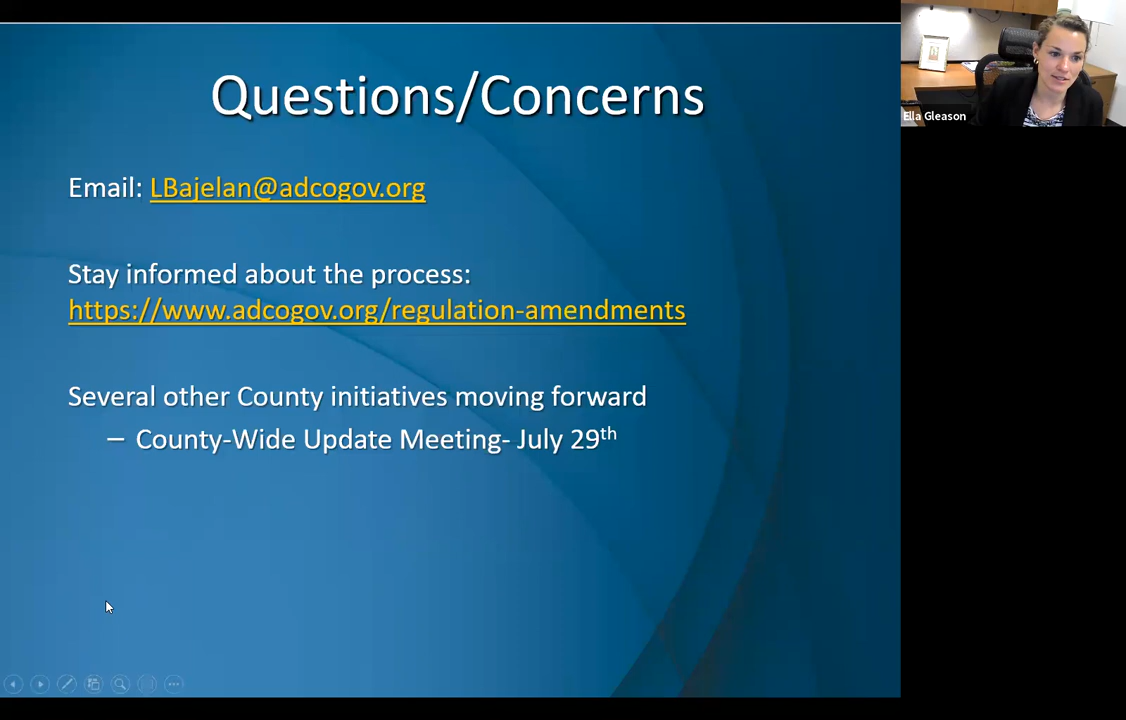 Questions/Concerns
Ella Gleason
Email: LBajelan@adcogov.org
Stay informed about the process:
https://www.adcogov.org/regulation-amendments
Several other County initiatives moving forward
– County-Wide Update Meeting- July 29th